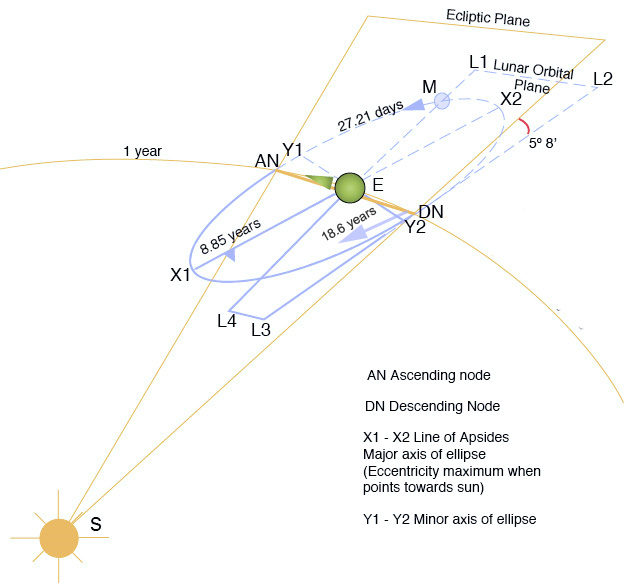 Ecliptic Plane
L1
Lunar Orbital
Plane
L2
M
X2
27.21 days
5º 8’
1 year
Y1
AN
E
DN
Y2
18.6 years
8.85 years
X1
L4
L3
AN Ascending node
DN Descending Node
X1 - X2 Line of Apsides
Major axis of ellipse
(Eccentricity maximum when
points towards sun)
Y1 - Y2 Minor axis of ellipse
S